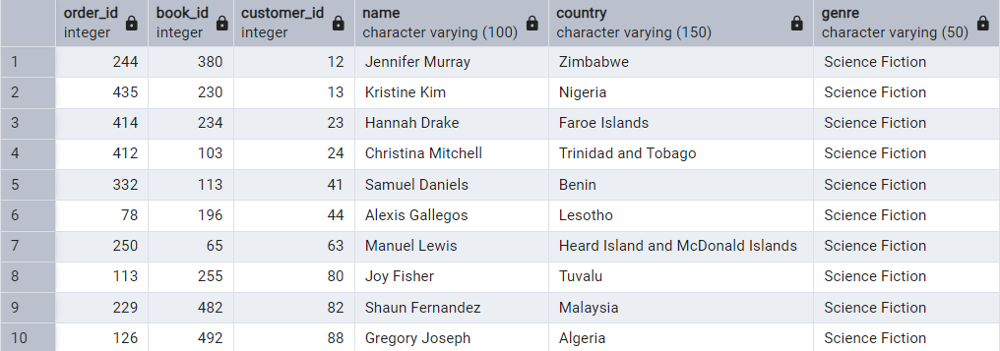 order_id book_id customer_id name country genre
integer integer integer character varying (100) character varying (150) character varying (50)
1 244 380 12 Jennifer Murray Zimbabwe Science Fiction
2 435 230 13 Kristine Kim Nigeria Science Fiction
3 414 234 23 Hannah Drake Faroe Islands Science Fiction
4 412 103 24 Christina Mitchell Trinidad and Tobago Science Fiction
5 332 113 41 Samuel Daniels Benin Science Fiction
6 78 196 44 Alexis Gallegos Lesotho Science Fiction
7 250 65 63 Manuel Lewis Heard Island and McDonald Islands Science Fiction
8 113 255 80 Joy Fisher Tuvalu Science Fiction
9 229 482 82 Shaun Fernandez Malaysia Science Fiction
10 126 492 88 Gregory Joseph Algeria Science Fiction